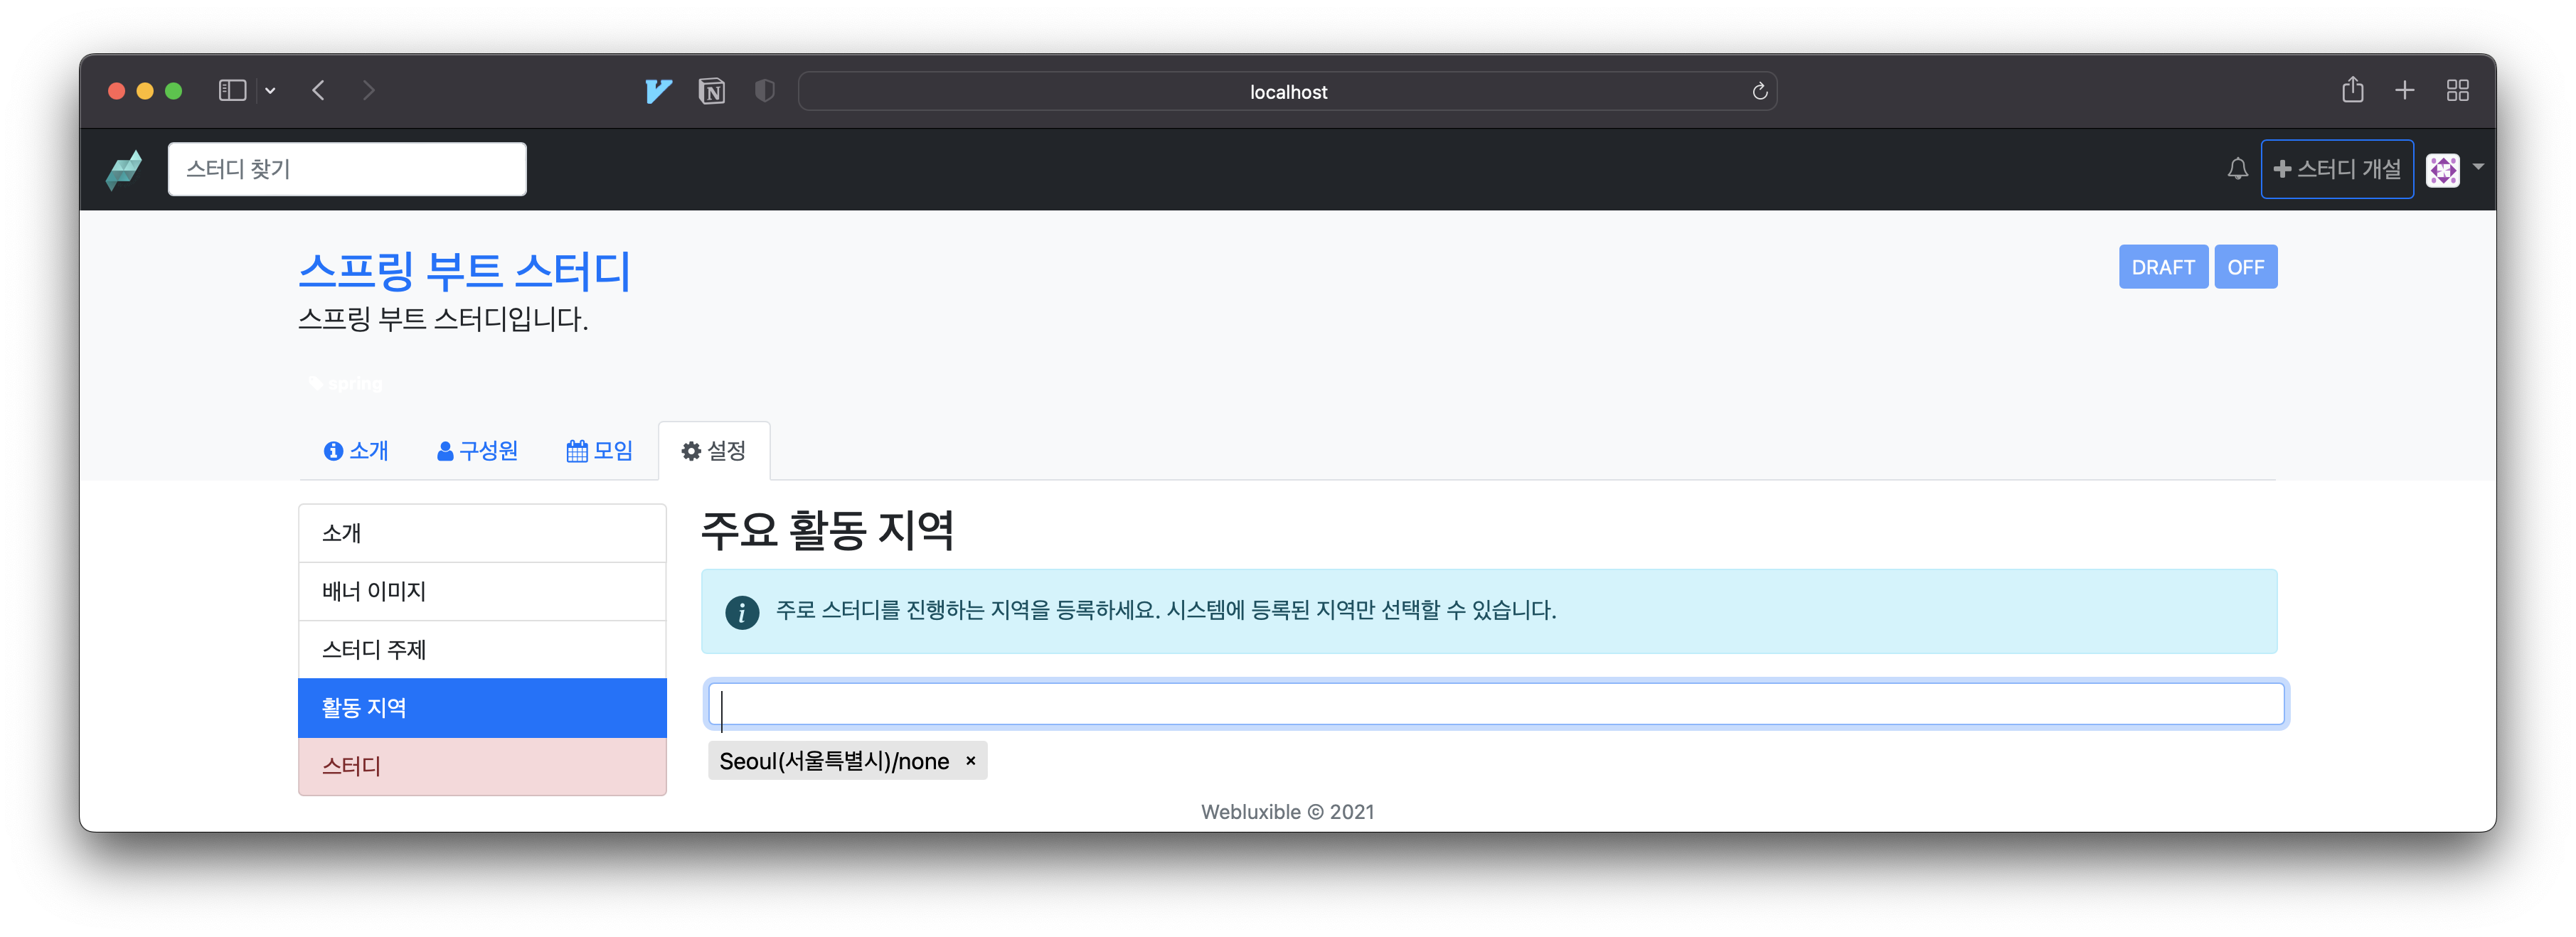 localhost
스터디 찾기
스터디 개설
스프링 부트 스터디
DRAFT OFF
스프링 부트 스터디입니다.
spring
소개 구성원 모임 설정
소개
배너 이미지
스터디 주제
활동 지역
스터디
주요 활동 지역
주로 스터디를 진행하는 지역을 등록하세요. 시스템에 등록된 지역만 선택할 수 있습니다.
Seoul(서울특별시)/none ×
Webluxible © 2021